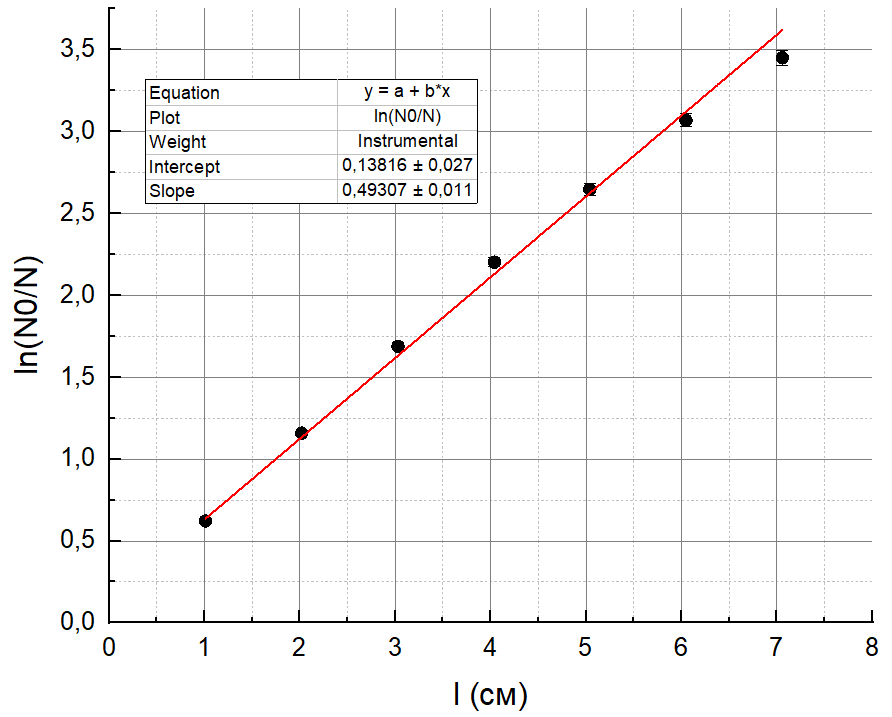 3,5
3,0
2,5
2,0
1,5
1,0
0,5
0,0
ln(N0/N)
Equation y = a + b*x
Plot ln(N0/N)
Weight Instrumental
Intercept 0,13816 ± 0,027
Slope 0,49307 ± 0,011
0 1 2 3 4 5 6 7 8
l (см)